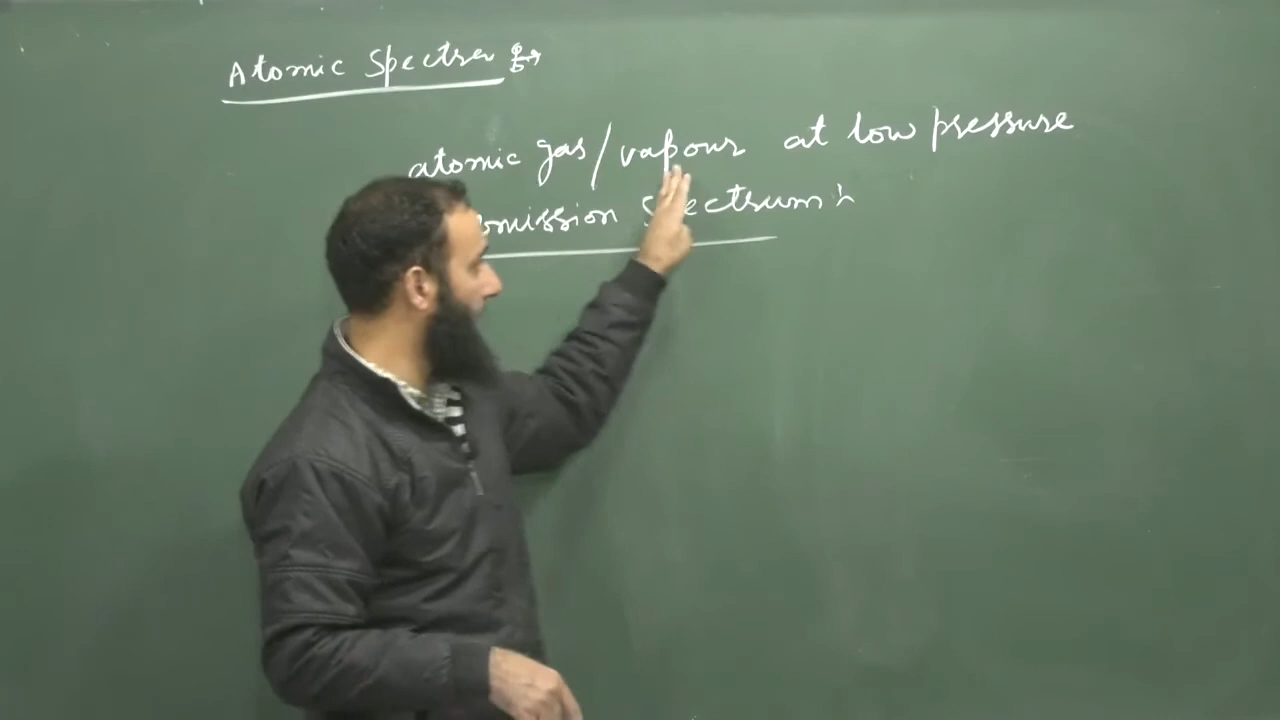 Atomic Spectra :→
atomic gas/vapour at low pressure
emission spectrum :-